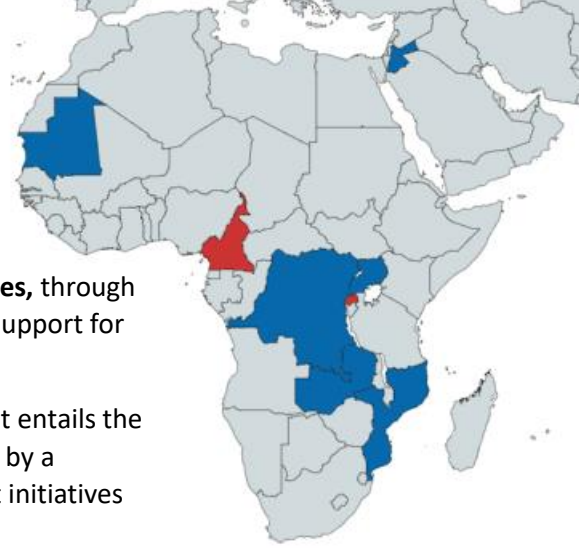 es, through
upport for
t entails the
by a
initiatives